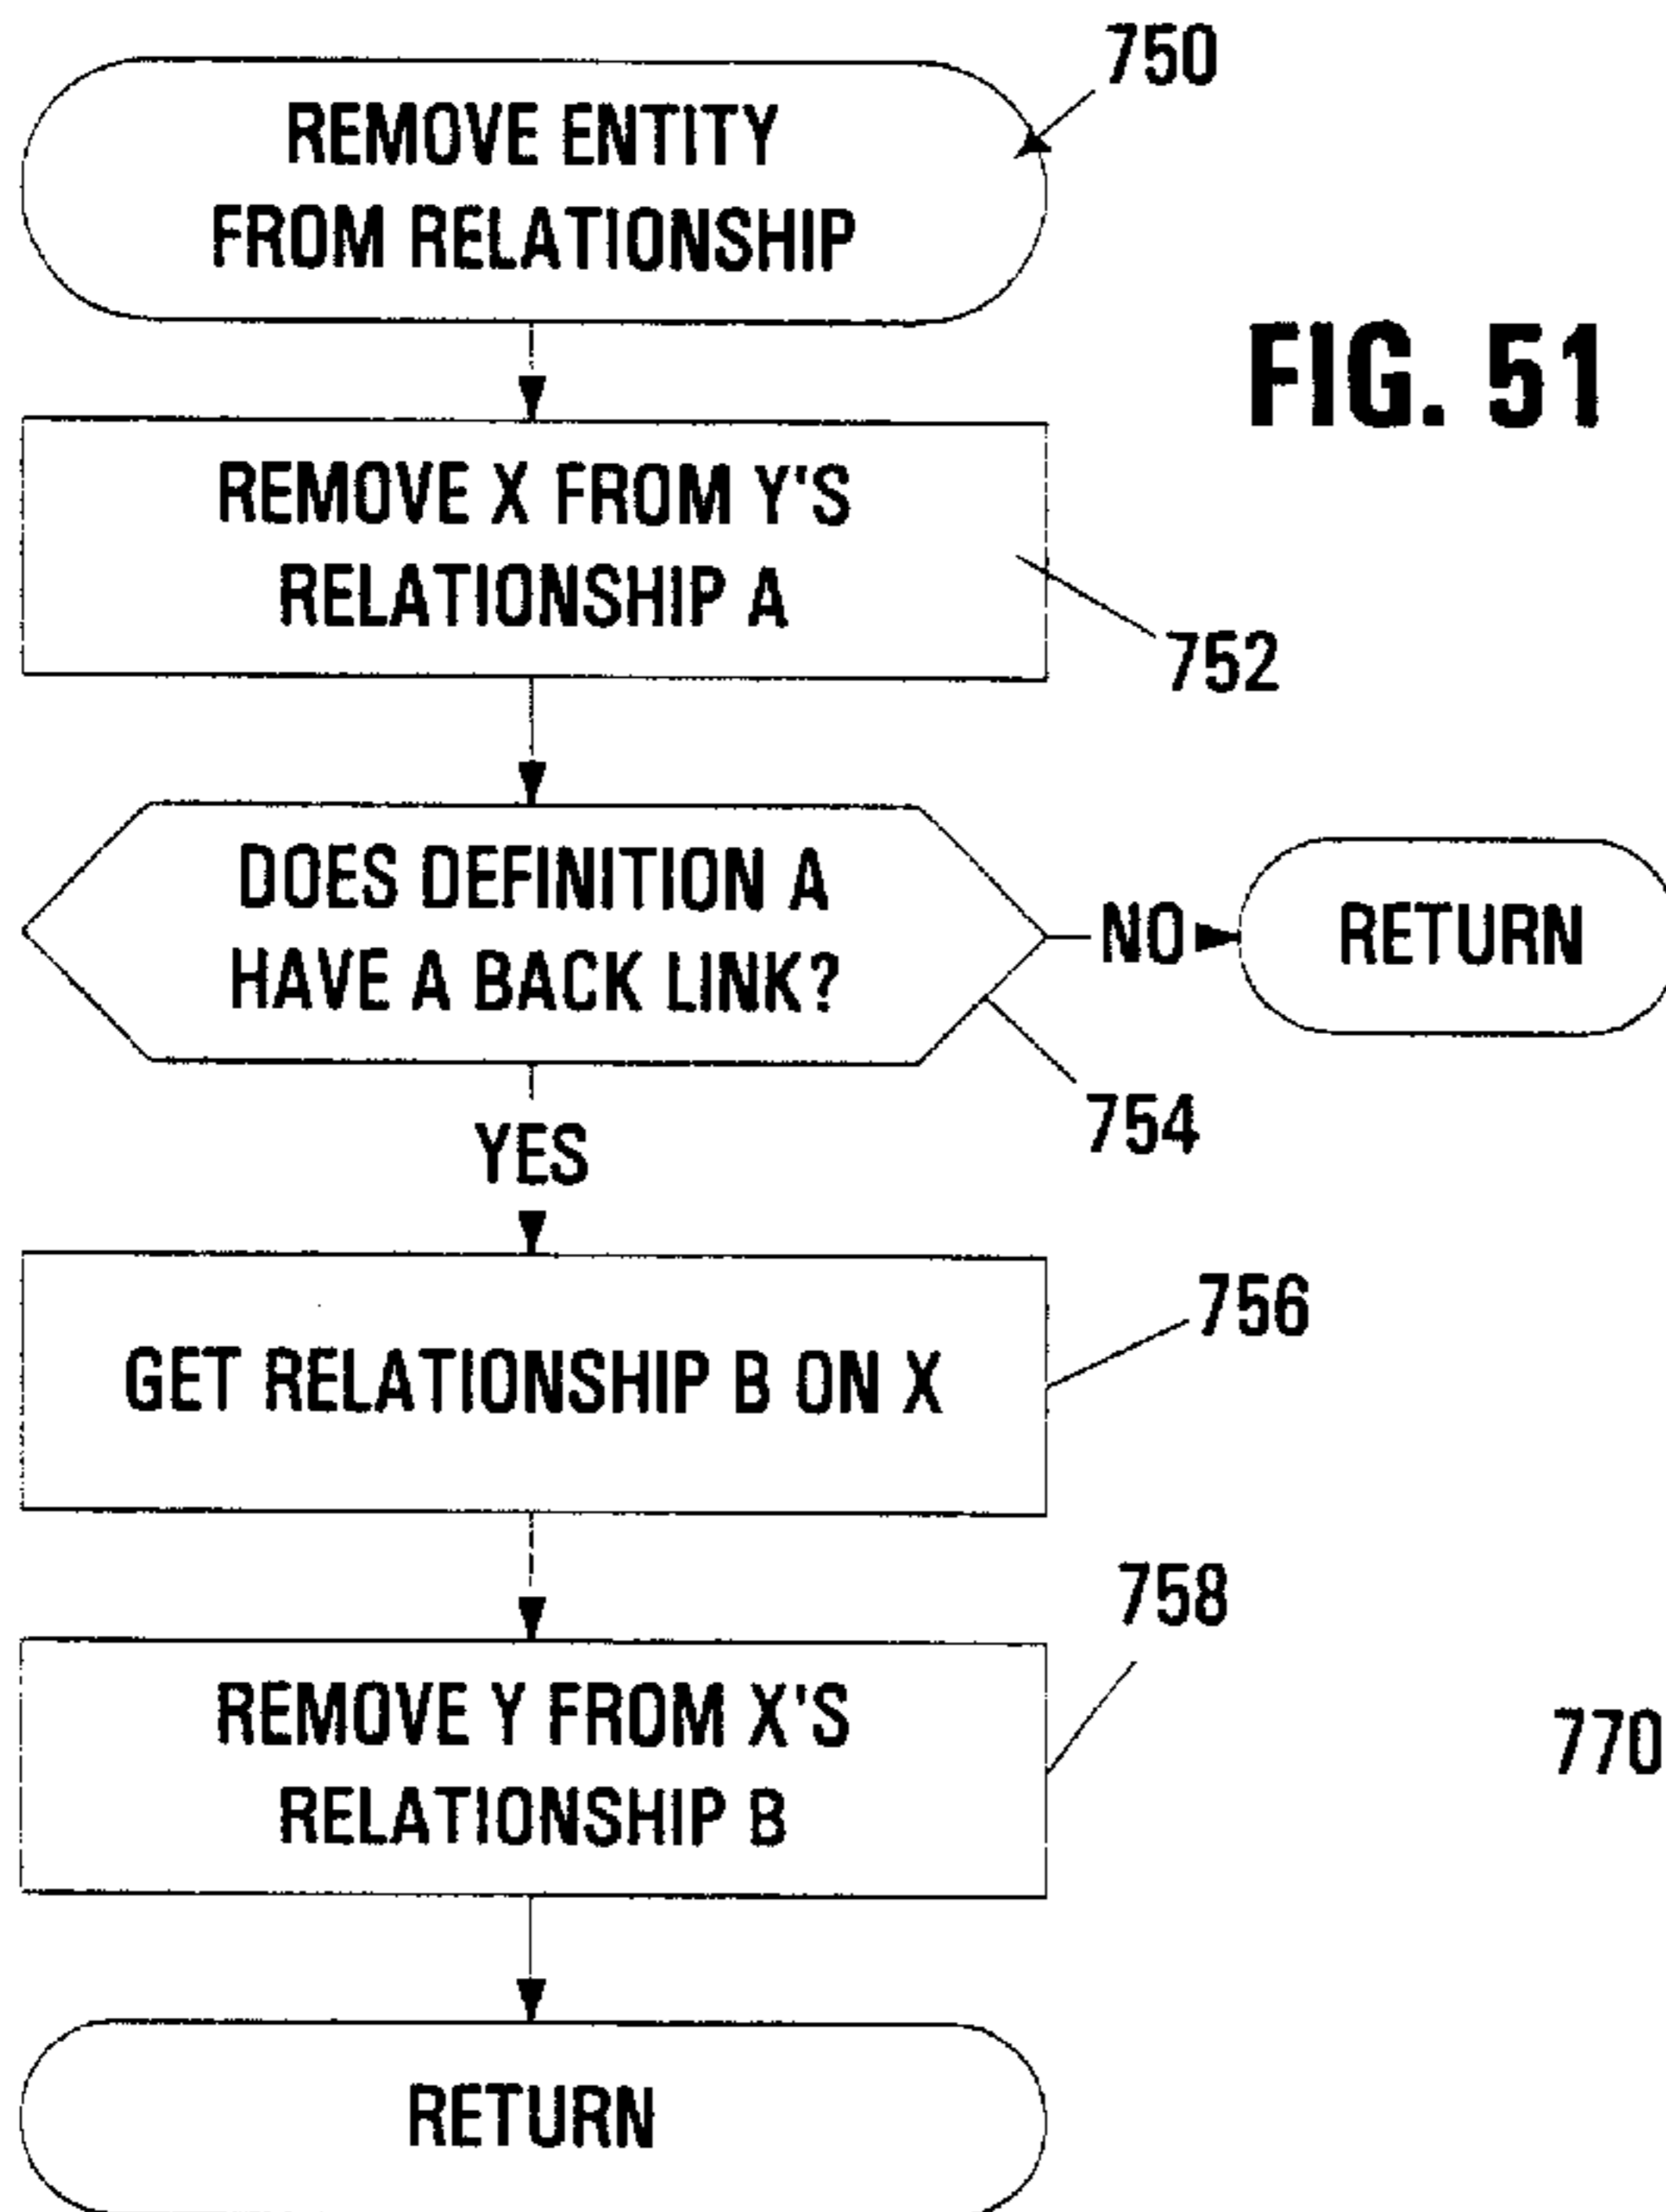 750
REMOVE ENTITY
FROM RELATIONSHIP
FIG. 51
REMOVE X FROM Y'S
RELATIONSHIP A
752
DOES DEFINITION A
HAVE A BACK LINK?
NO
RETURN
754
YES
756
GET RELATIONSHIP B ON X
758
REMOVE Y FROM X'S
RELATIONSHIP B
770
RETURN